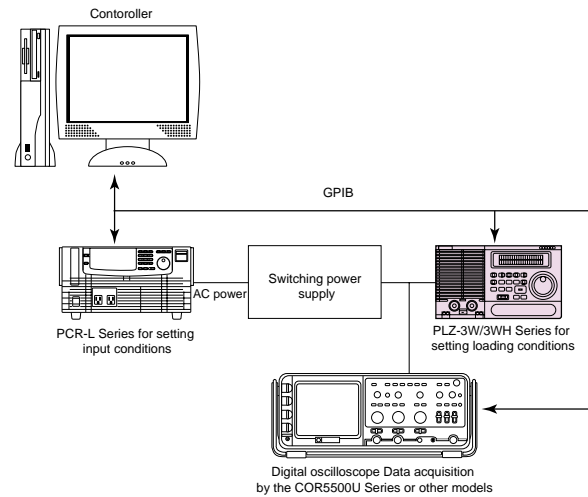 Contoroller
GPIB
AC power
Switching power
supply
PCR-L Series for setting
input conditions
PLZ-3W/3WH Series for
setting loading conditions
Digital oscilloscope Data acquisition
by the COR5500U Series or other models